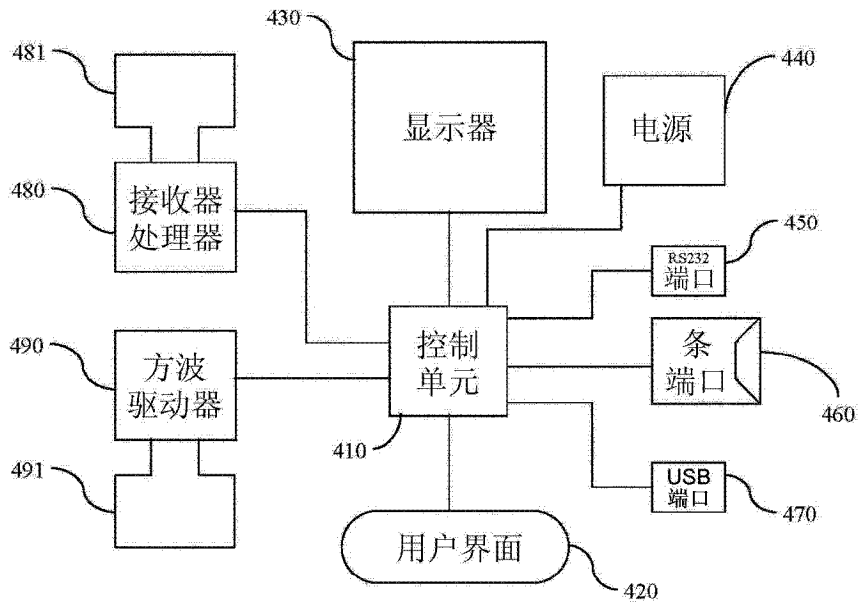 430
481
440
显示器
电源
480
接收器
处理器
450
RS232
端口
490
方波
驱动器
控制
单元
条
端口
460
410
491
USB
端口
470
用户界面
420